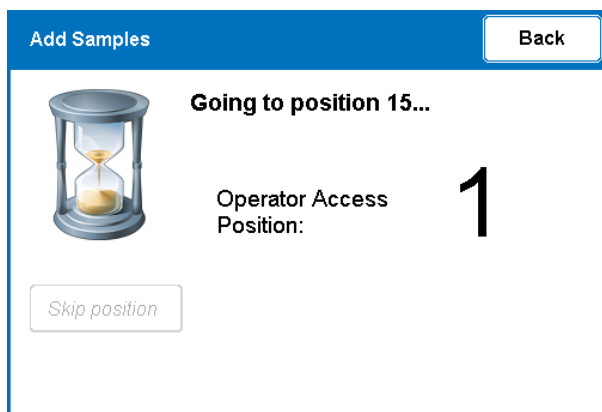 Add Samples
Back
Going to position 15...
Operator Access
Position:
1
Skip position